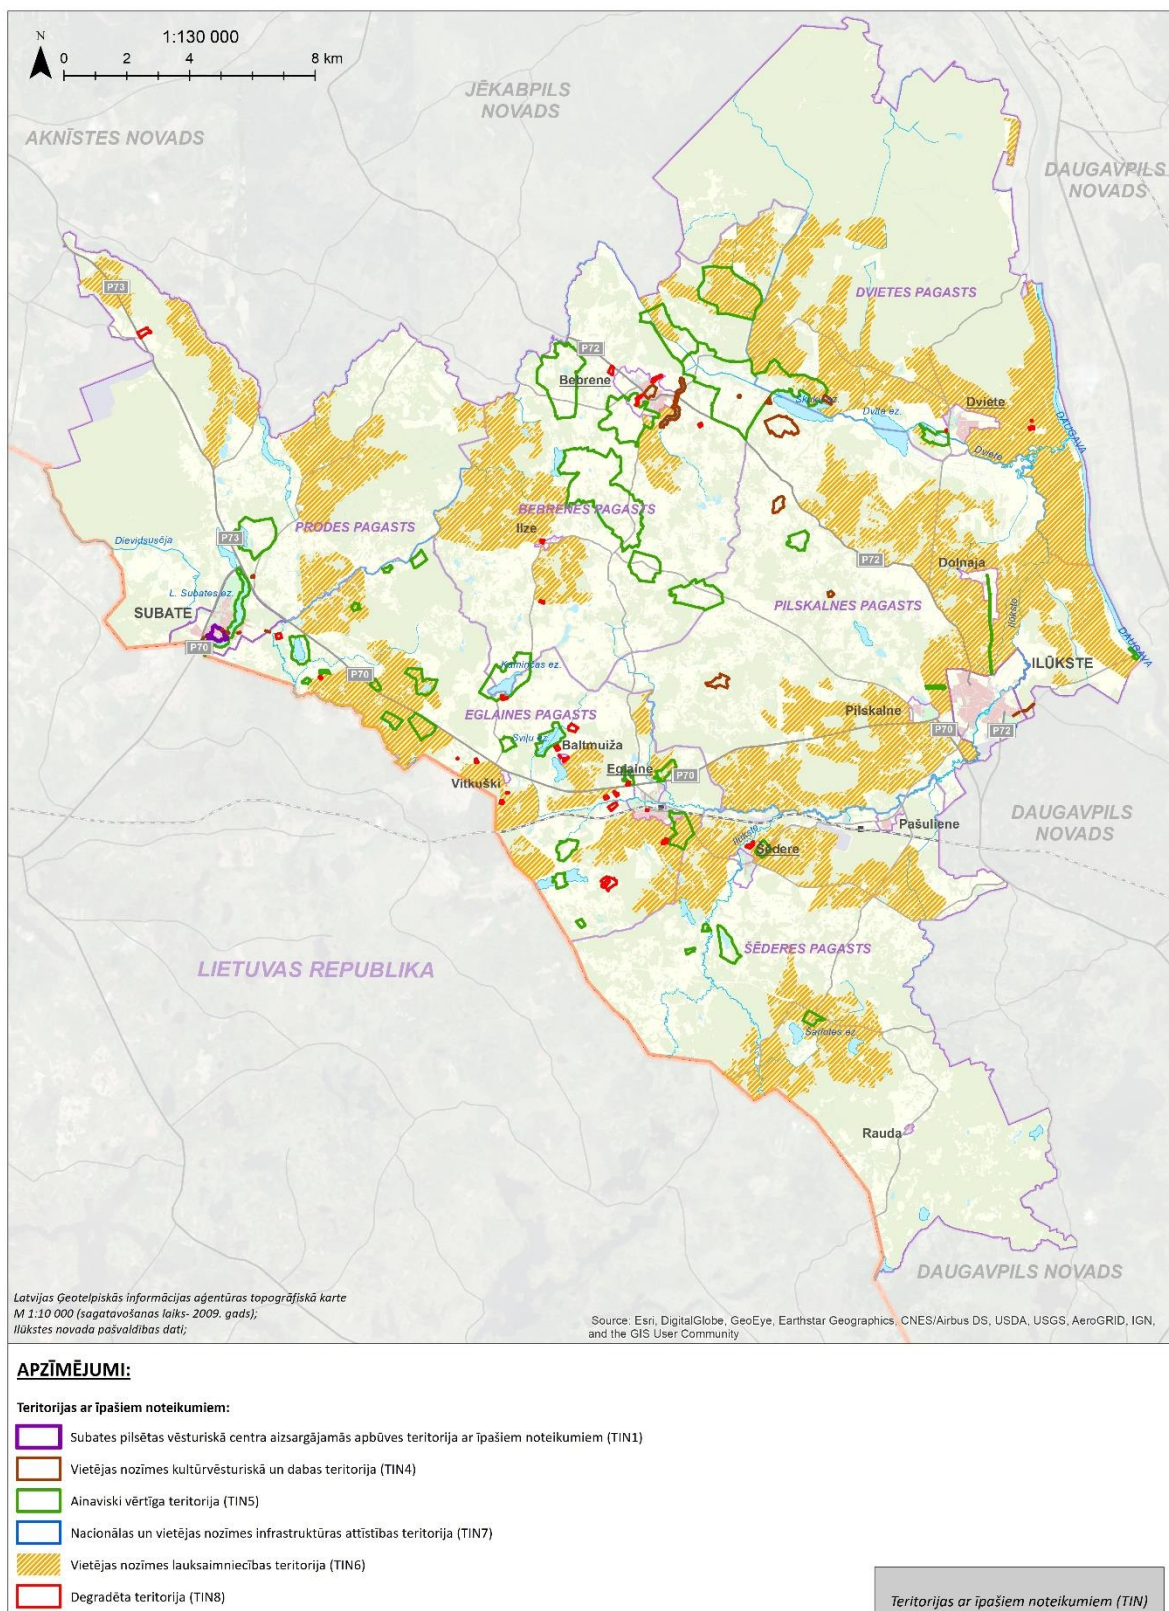 N
1:130 000
0 2 4 8 km
JĒKABPILS
NOVADS
AKNĪSTES NOVADS
DAUGAVPILS
NOVADS
P73
DVIETES PAGASTS
P72
Bebrene
Dviete
Dvīte ez.
Dviete
DAUGAVA
BEBRENES PAGASTS
PRODES PAGASTS
Ilze
P73
Dievidsusēja
P72
Doļnaja
L. Subates ez.
SUBATE
PILSKALNES PAGASTS
Ilūkste
DAUGAVA
P70
ILŪKSTE
Kamincas ez.
P70
EGLAINES PAGASTS
Pilskalne
P70
P72
Sviļu ez.
Baltmuiža
Eglaine
P70
Vitkuški
DAUGAVPILS
NOVADS
Pašuliene
Ilūkste
Šēdere
ŠĒDERES PAGASTS
LIETUVAS REPUBLIKA
Rauda
DAUGAVPILS NOVADS
Latvijas Ģeotelpiskās informācijas aģentūras topogrāfiskā karte
M 1:10 000 (sagatavošanas laiks- 2009. gads);
Ilūkstes novada pašvaldības dati;
Source: Esri, DigitalGlobe, GeoEye, Earthstar Geographics, CNES/Airbus DS, USDA, USGS, AeroGRID, IGN,
and the GIS User Community
APZĪMĒJUMI:
Teritorijas ar īpašiem noteikumiem:
Subates pilsētas vēsturiskā centra aizsargājamās apbūves teritorija ar īpašiem noteikumiem (TIN1)
Vietējas nozīmes kultūrvēsturiskā un dabas teritorija (TIN4)
Ainaviski vērtīga teritorija (TIN5)
Nacionālas un vietējas nozīmes infrastruktūras attīstības teritorija (TIN7)
Vietējas nozīmes lauksaimniecības teritorija (TIN6)
Degradēta teritorija (TIN8)
Teritorijas ar īpašiem noteikumiem (TIN)